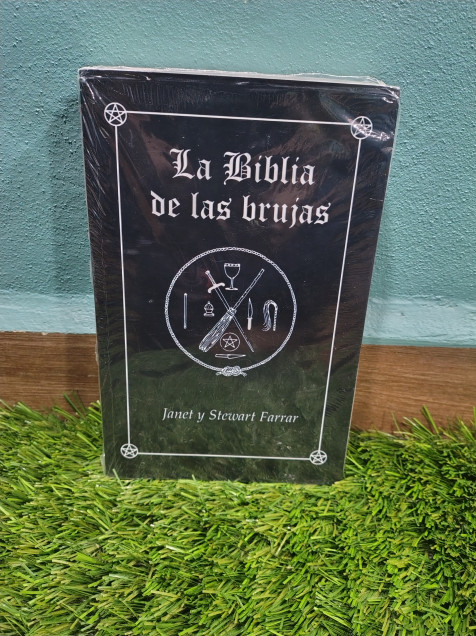 La Biblia
de las brujas
Janet y Stewart Farrar